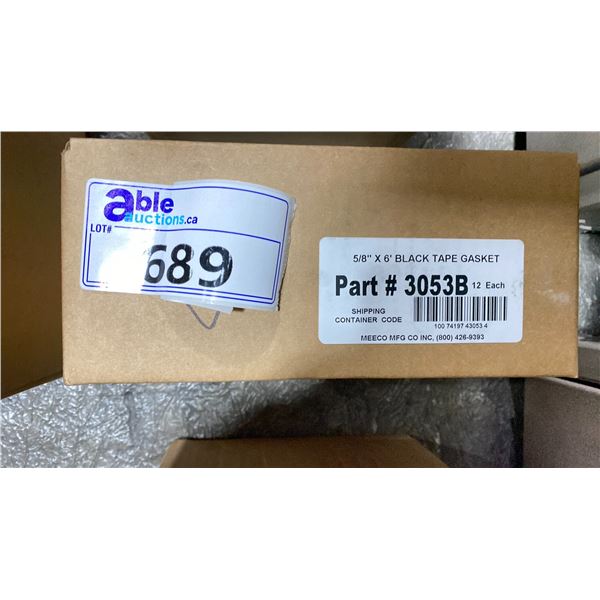 able
auctions.ca
LOT#
689
5/8" X 6' BLACK TAPE GASKET
Part # 3053B 12 Each
SHIPPING
CONTAINER CODE
100 74197 43053 4
MEECO MFG CO INC, (800) 426-9393